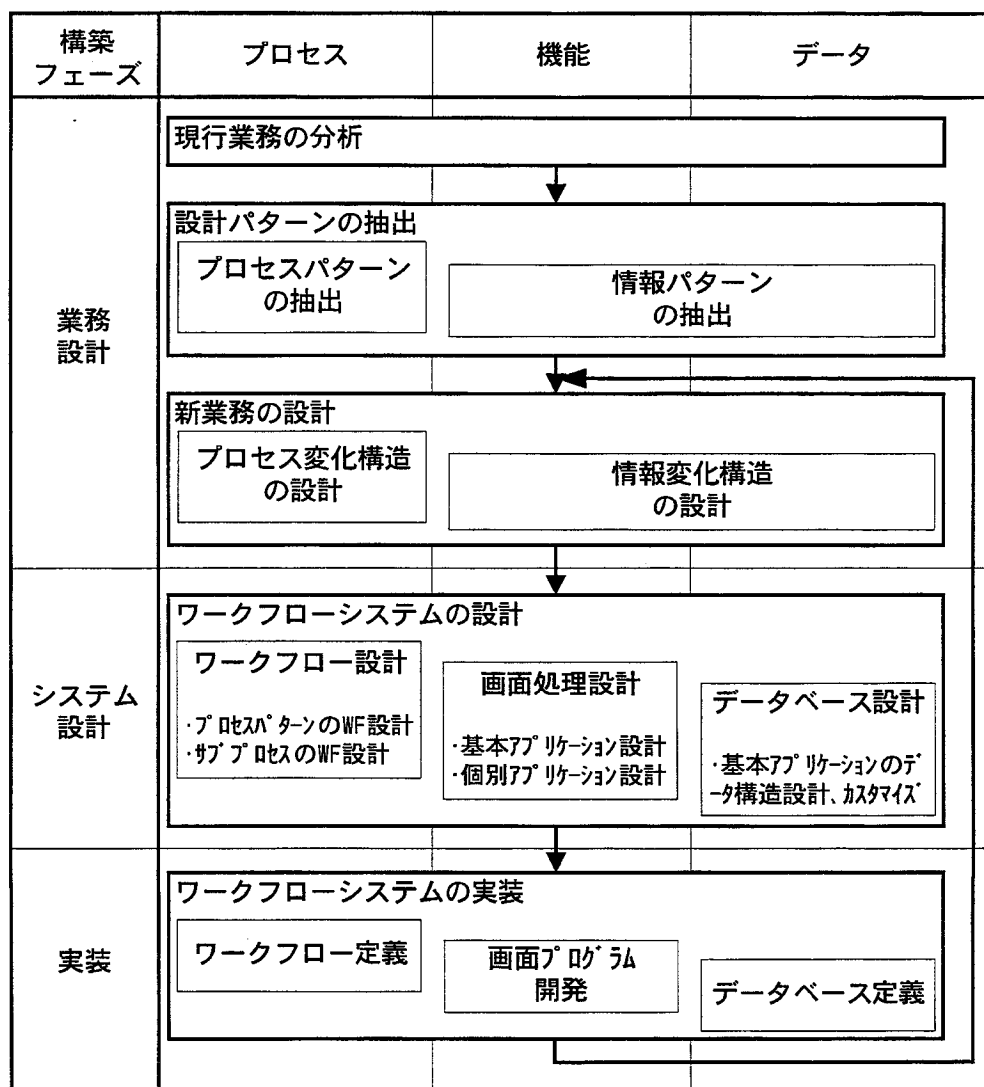 構築
フェーズ
プロセス
機能
データ
業務
設計
現行業務の分析
設計パターンの抽出
プロセスパターン
の抽出
情報パターン
の抽出
新業務の設計
プロセス変化構造
の設計
情報変化構造
の設計
システム
設計
ワークフローシステムの設計
ワークフロー設計
・ﾌﾟﾛｾｽﾊﾟﾀｰﾝのWF設計
・ｻﾌﾞﾌﾟﾛｾｽのWF設計
画面処理設計
・基本ｱﾌﾟﾘｹｰｼｮﾝ設計
・個別ｱﾌﾟﾘｹｰｼｮﾝ設計
データベース設計
・基本ｱﾌﾟﾘｹｰｼｮﾝのﾃﾞ
ｰﾀ構造設計、ｶｽﾀﾏｲｽﾞ
実装
ワークフローシステムの実装
ワークフロー定義
画面ﾌﾟﾛｸﾞﾗﾑ
開発
データベース定義